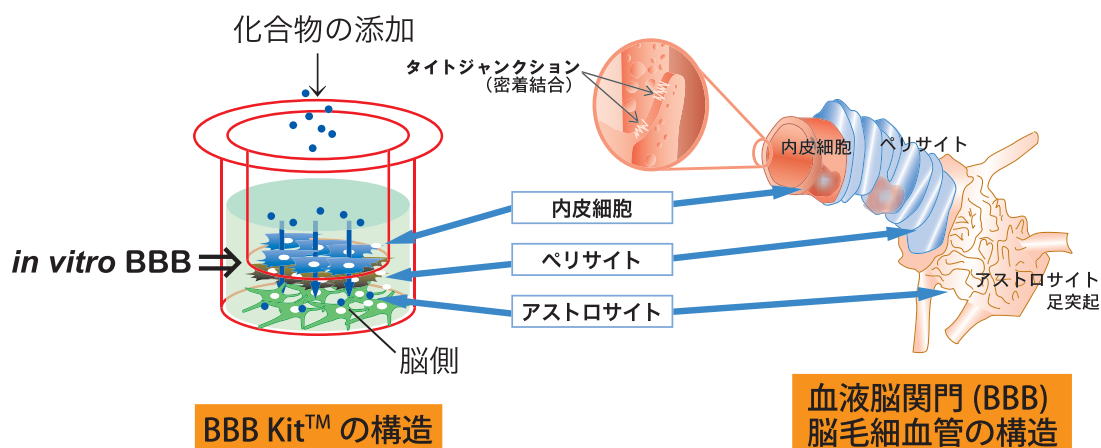 化合物の添加
タイトジャンクション
（密着結合）
内皮細胞
ペリサイト
内皮細胞
ペリサイト
in vitro BBB
アストロサイト
アストロサイト
足突起
脳側
BBB Kit™ の構造
血液脳関門 (BBB)
脳毛細血管の構造